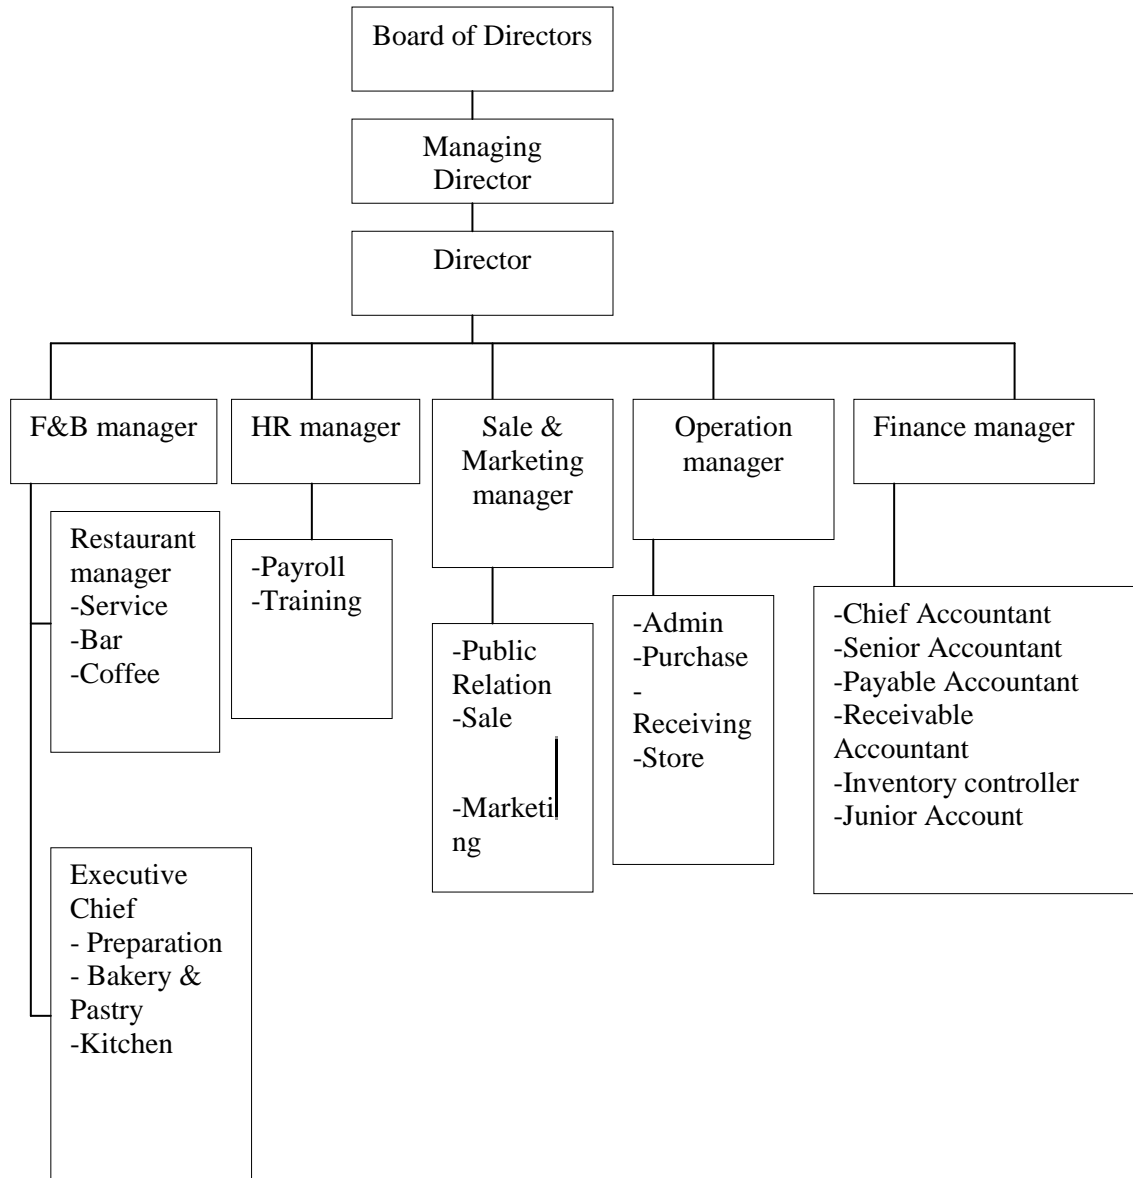 Board of Directors
Managing
Director
Director
F&B manager
HR manager
Sale &
Marketing
manager
Operation
manager
Finance manager
Restaurant
manager
-Service
-Bar
-Coffee
-Payroll
-Training
-Public
Relation
-Sale
-Marketi
ng
-Admin
-Purchase
-
Receiving
-Store
-Chief Accountant
-Senior Accountant
-Payable Accountant
-Receivable
Accountant
-Inventory controller
-Junior Account
Executive
Chief
- Preparation
- Bakery &
Pastry
-Kitchen